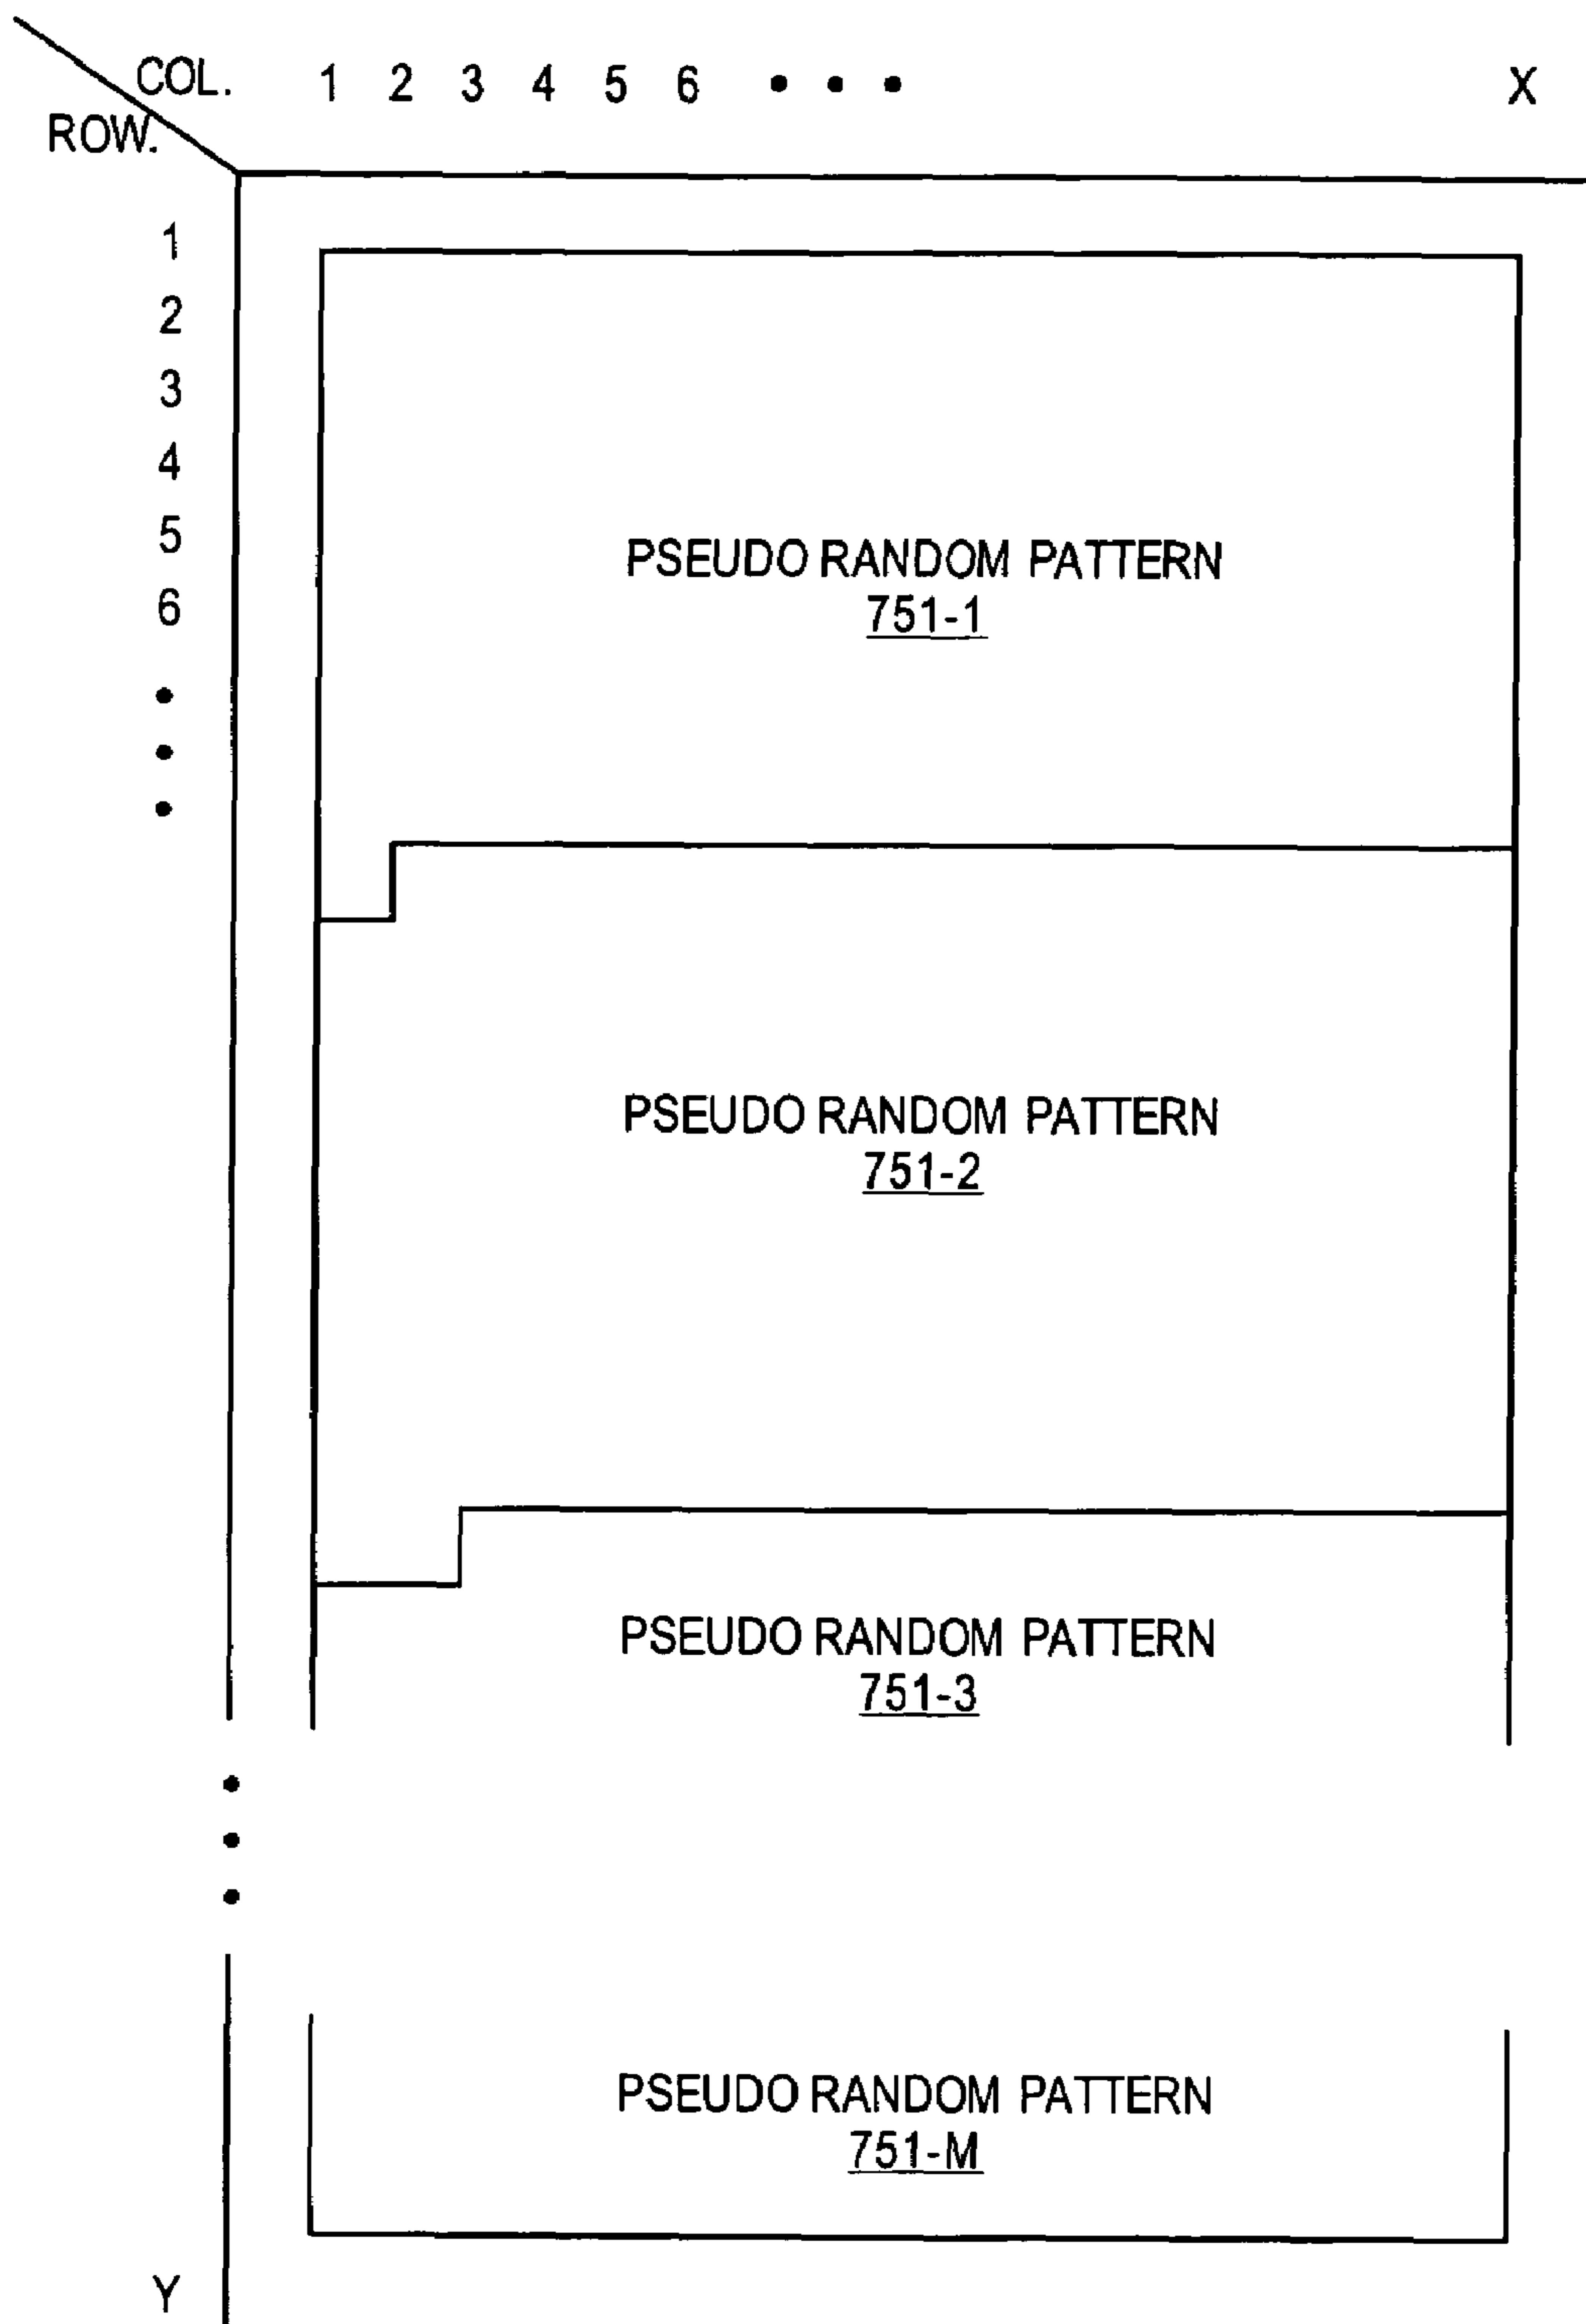 COL. 1 2 3 4 5 6 • • • X
ROW.
1
2
3
4
5
6
•
•
•
PSEUDO RANDOM PATTERN
751-1
PSEUDO RANDOM PATTERN
751-2
PSEUDO RANDOM PATTERN
751-3
•
•
•
PSEUDO RANDOM PATTERN
751-M
Y